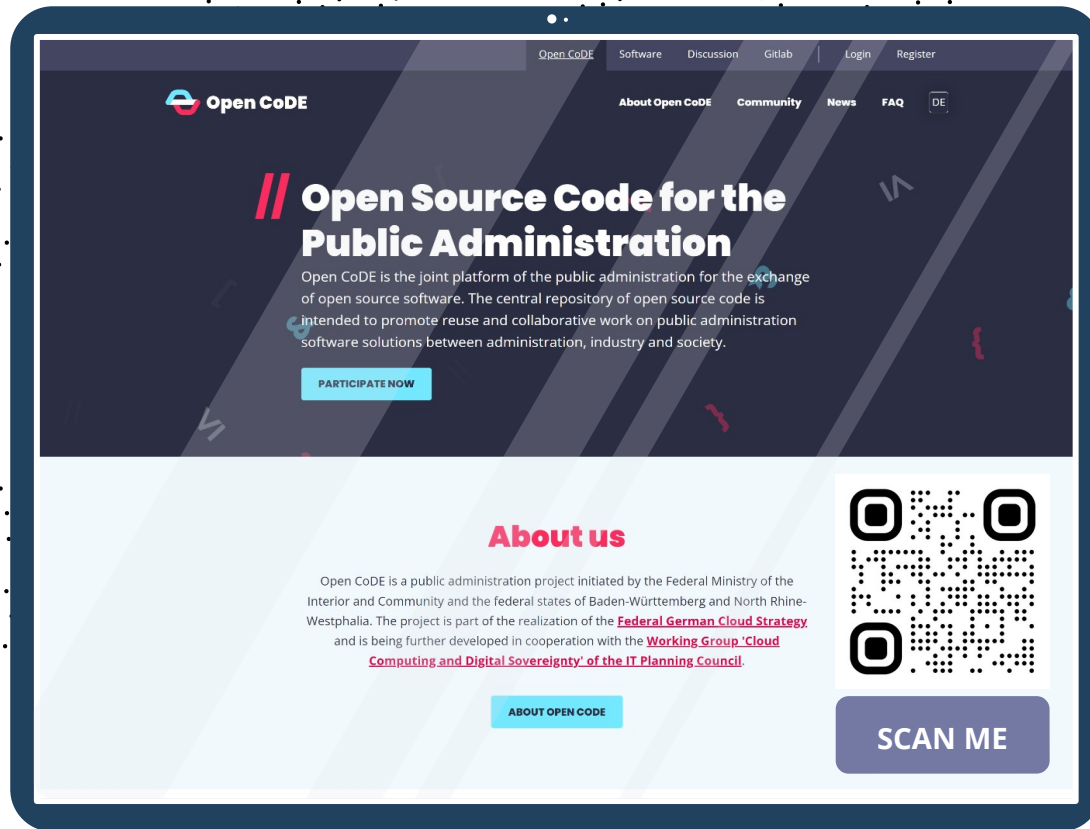 Open CoDE Software Discussion Gitlab Login Register
Open CoDE About Open CoDE Community News FAQ DE
// Open Source Code for the
Public Administration
Open CoDE is the joint platform of the public administration for the exchange
of open source software. The central repository of open source code is
intended to promote reuse and collaborative work on public administration
software solutions between administration, industry and society.
PARTICIPATE NOW
About us
Open CoDE is a public administration project initiated by the Federal Ministry of the
Interior and Community and the federal states of Baden-Württemberg and North Rhine-
Westphalia. The project is part of the realization of the Federal German Cloud Strategy
and is being further developed in cooperation with the Working Group 'Cloud
Computing and Digital Sovereignty' of the IT Planning Council.
ABOUT OPEN CODE
SCAN ME